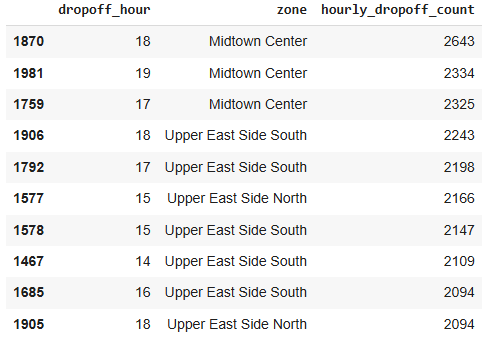 dropoff_hour zone hourly_dropoff_count
1870 18 Midtown Center 2643
1981 19 Midtown Center 2334
1759 17 Midtown Center 2325
1906 18 Upper East Side South 2243
1792 17 Upper East Side South 2198
1577 15 Upper East Side North 2166
1578 15 Upper East Side South 2147
1467 14 Upper East Side South 2109
1685 16 Upper East Side South 2094
1905 18 Upper East Side North 2094